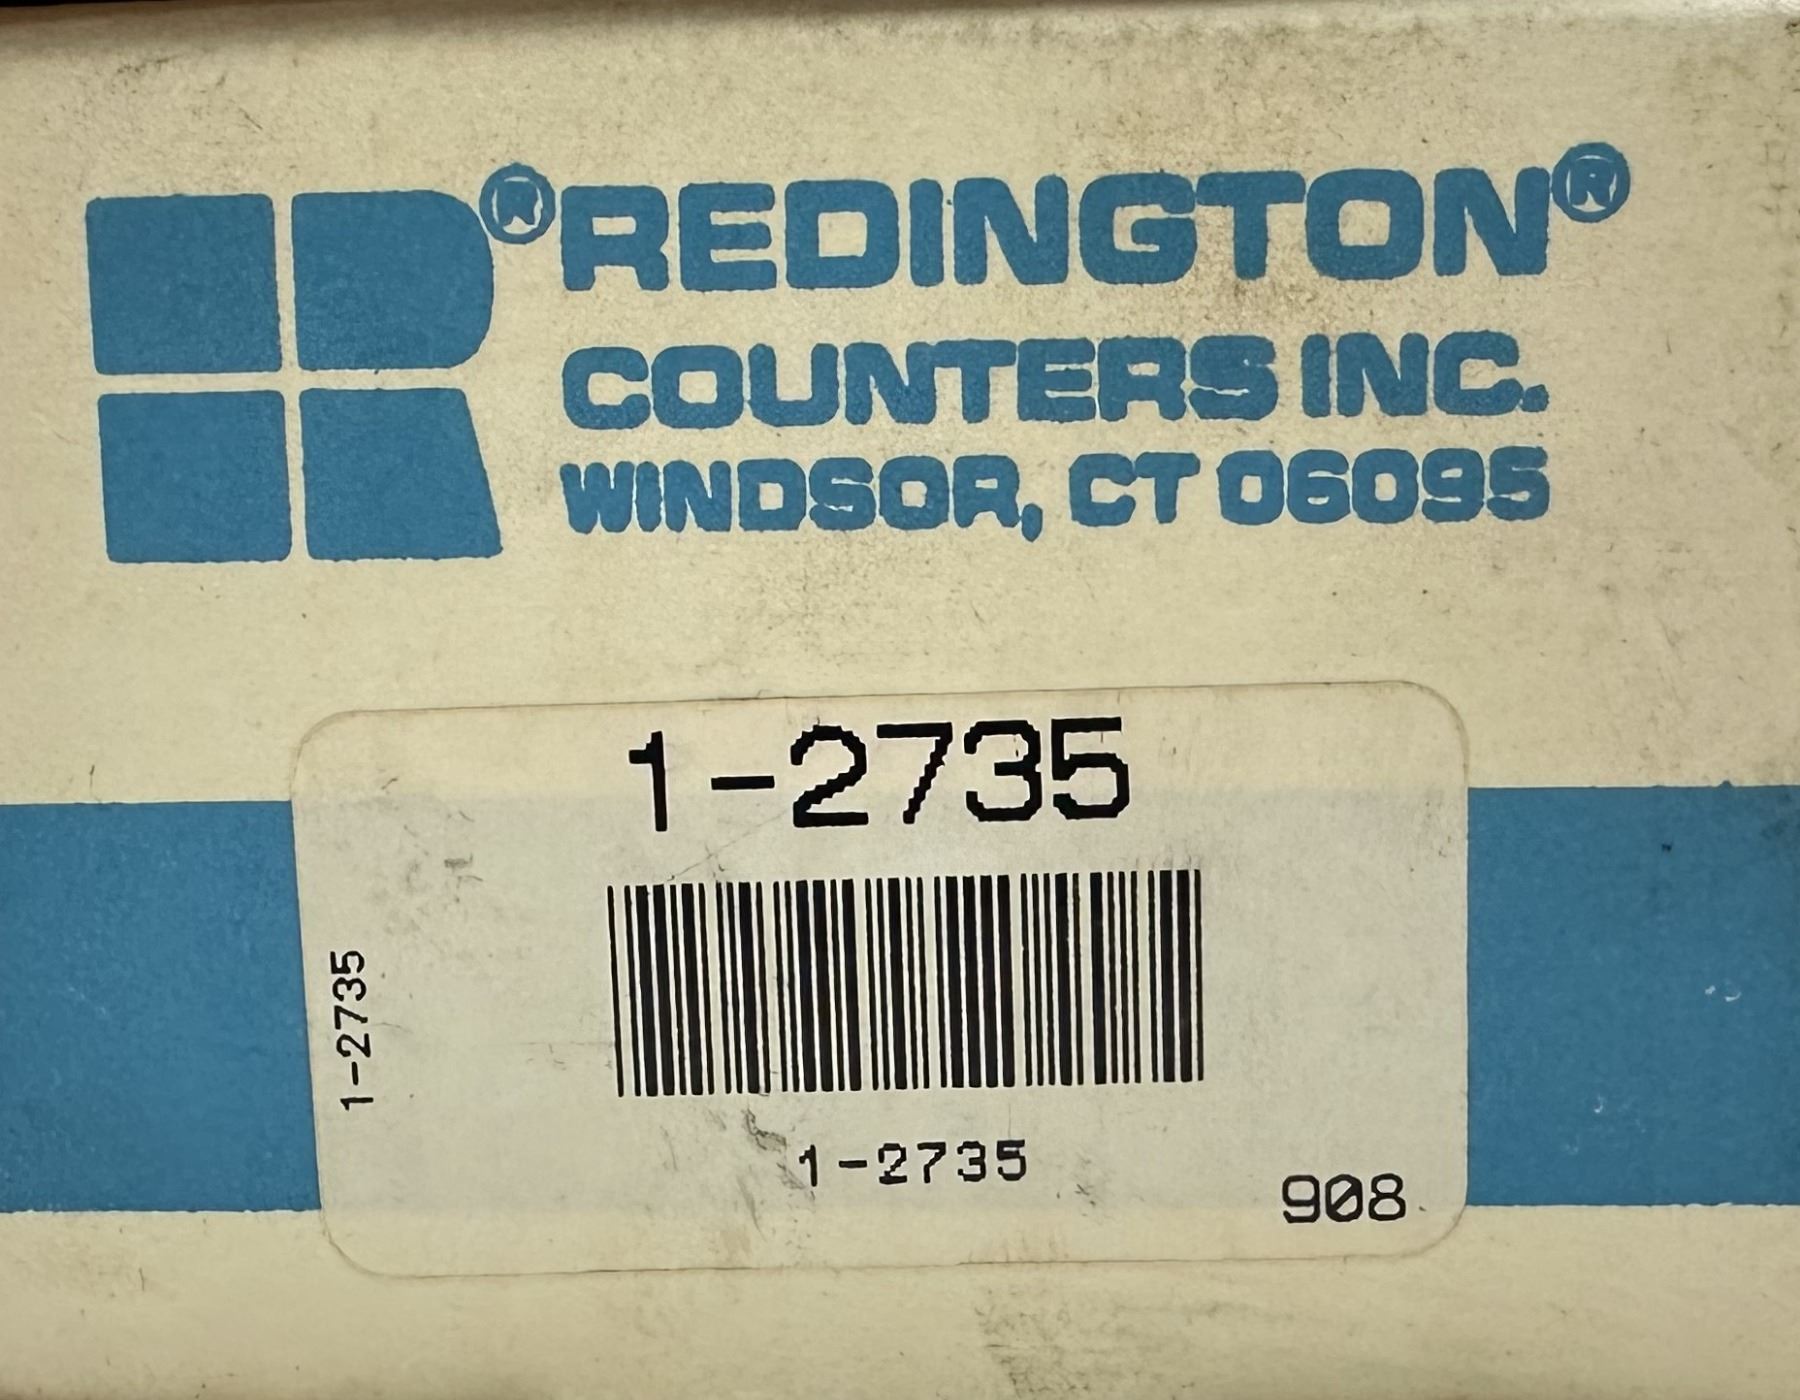 ®REDINGTON®
COUNTERS INC.
WINDSOR, CT 06095
1-2735
1-2735
1-2735
908